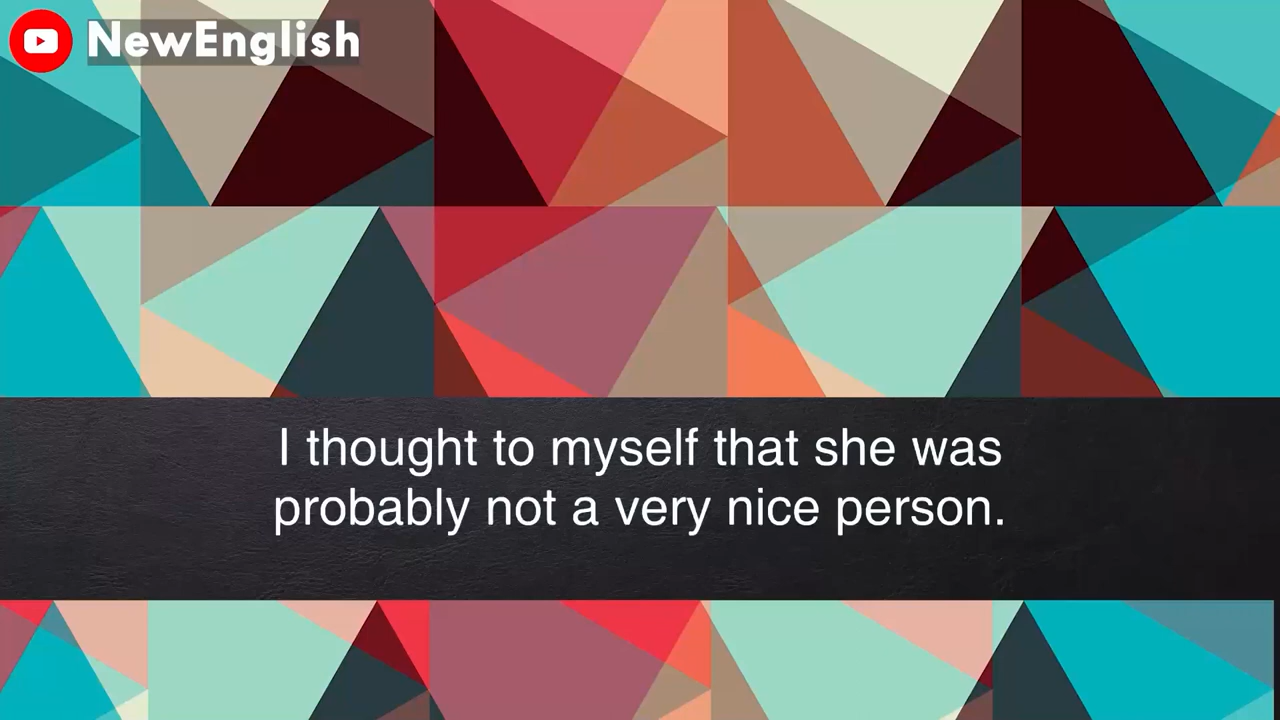 NewEnglish
I thought to myself that she was
probably not a very nice person.